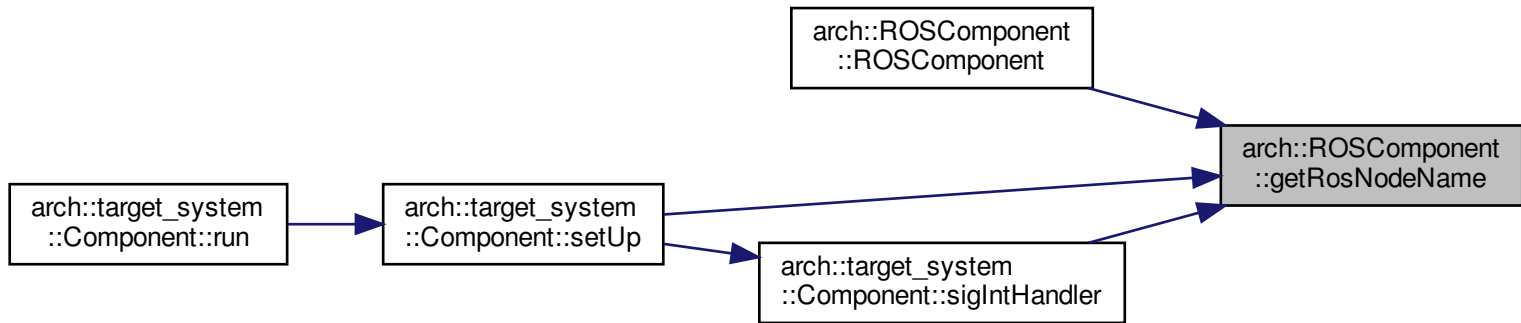 arch::ROSComponent
::ROSComponent
arch::ROSComponent
::getRosNodeName
arch::target_system
::Component::run
arch::target_system
::Component::setUp
arch::target_system
::Component::sigIntHandler